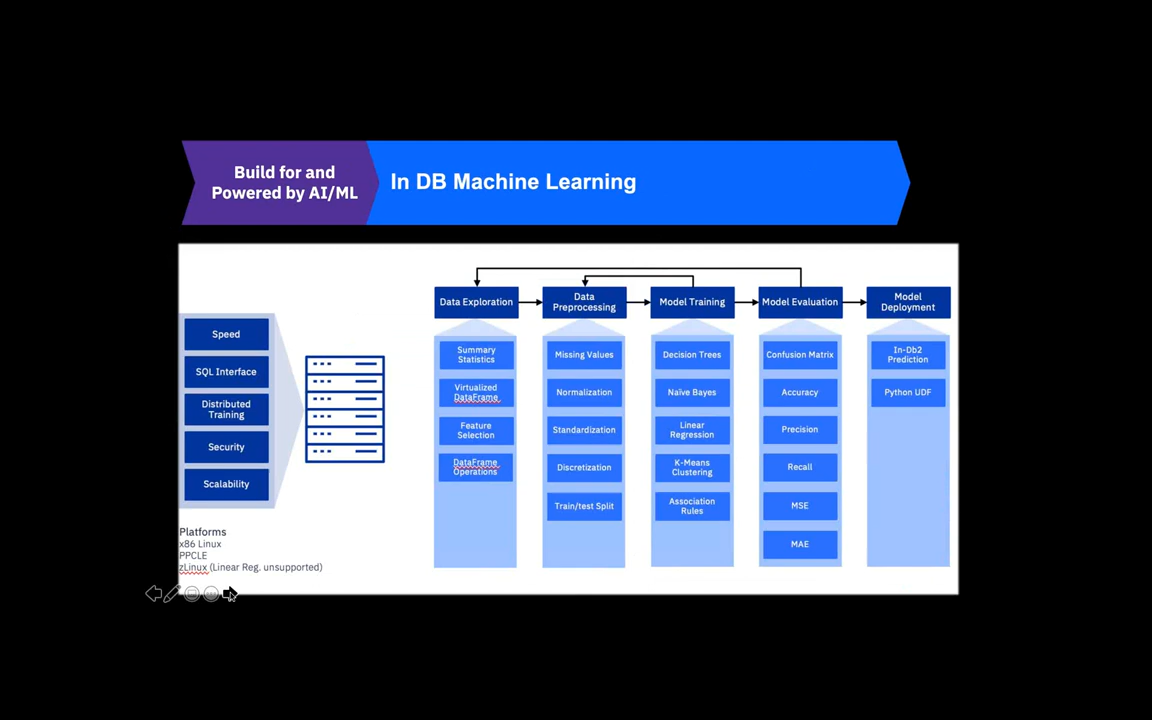 Build for and
Powered by AI/ML
In DB Machine Learning
Speed
SQL Interface
Distributed
Training
Security
Scalability
Platforms
x86 Linux
PPCLE
zLinux (Linear Reg. unsupported)
Data Exploration
Summary
Statistics
Virtualized
DataFrame
Feature
Selection
DataFrame
Operations
Data
Preprocessing
Missing Values
Normalization
Standardization
Discretization
Train/test Split
Model Training
Decision Trees
Naïve Bayes
Linear
Regression
K-Means
Clustering
Association
Rules
Model Evaluation
Confusion Matrix
Accuracy
Precision
Recall
MSE
MAE
Model
Deployment
In-Db2
Prediction
Python UDF